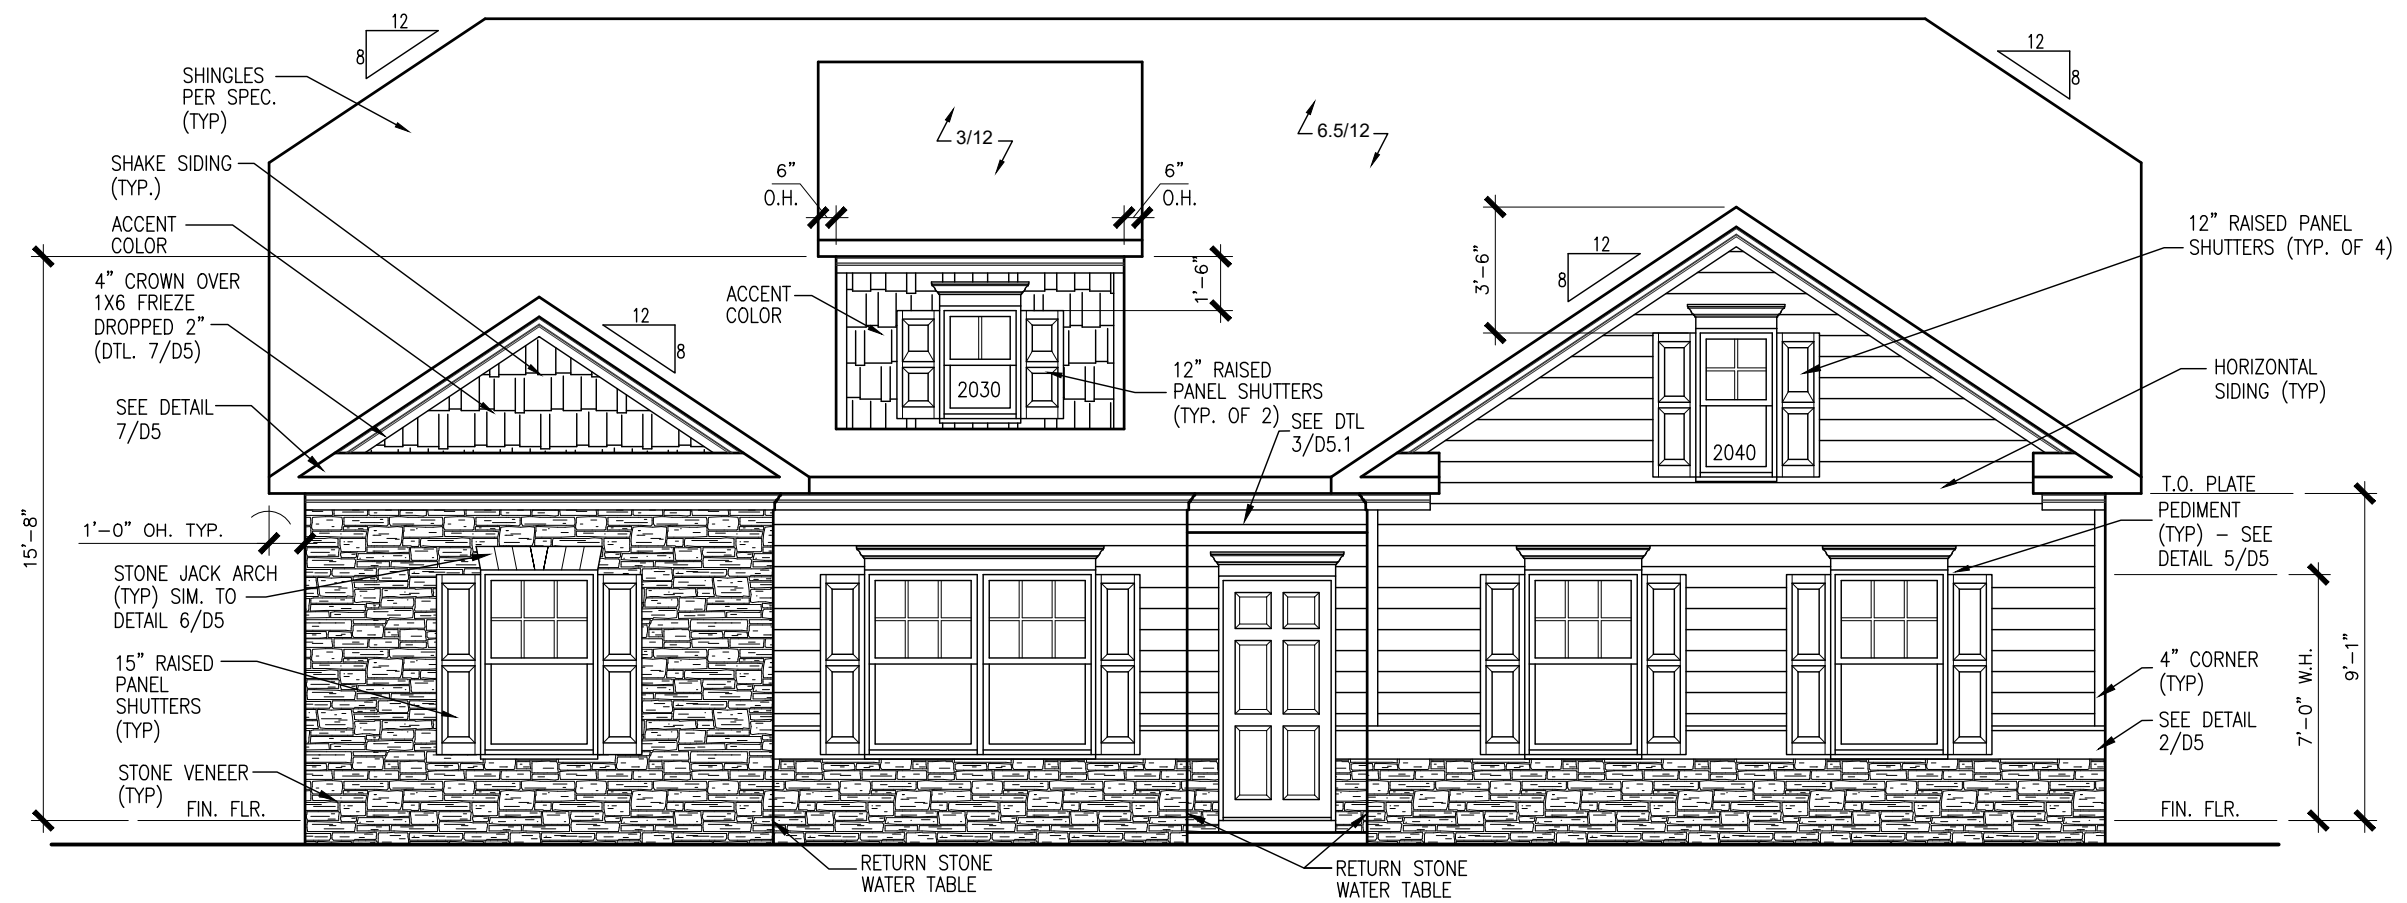 12
8
SHINGLES
PER SPEC.
(TYP)
SHAKE SIDING
(TYP.)
ACCENT
COLOR
4" CROWN OVER
1X6 FRIEZE
DROPPED 2"
(DTL. 7/D5)
SEE DETAIL
7/D5
15'-8"
1'-0" OH. TYP.
STONE JACK ARCH
(TYP) SIM. TO
DETAIL 6/D5
15" RAISED
PANEL
SHUTTERS
(TYP)
STONE VENEER
(TYP)
FIN. FLR.
12
8
3/12
6"
O.H.
6"
O.H.
6.5/12
1'-6"
ACCENT
COLOR
2030
12" RAISED
PANEL SHUTTERS
(TYP. OF 2)
SEE DTL
3/D5.1
RETURN STONE
WATER TABLE
RETURN STONE
WATER TABLE
3'-6"
12
8
2040
12
8
12" RAISED PANEL
SHUTTERS (TYP. OF 4)
HORIZONTAL
SIDING (TYP)
T.O. PLATE
PEDIMENT
(TYP) – SEE
DETAIL 5/D5
4" CORNER
(TYP)
SEE DETAIL
2/D5
7'-0" W.H.
9'-1"
FIN. FLR.